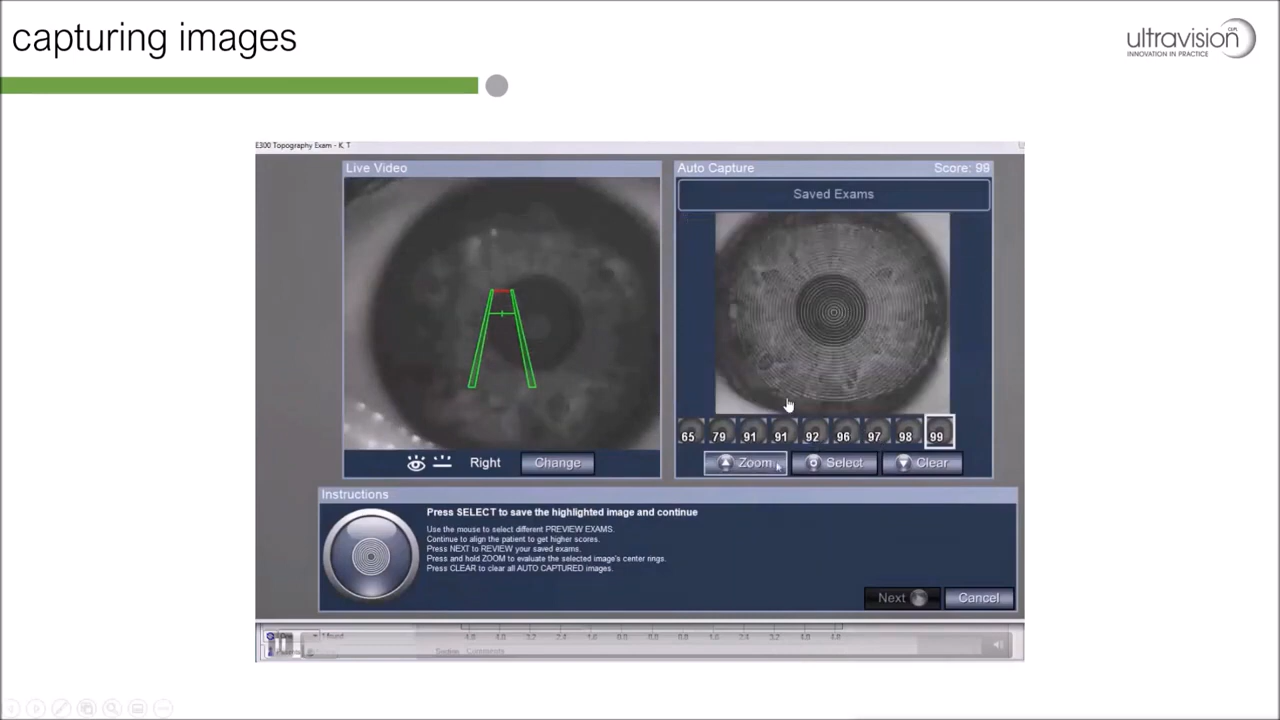 capturing images
ultravision CLPL
INNOVATION IN PRACTICE
E300 Topography Exam - K, T
Live Video
Auto Capture
Score: 99
Saved Exams
65 79 91 91 92 96 97 98 99
Right
Change
Zoom
Select
Clear
Instructions
Press SELECT to save the highlighted image and continue
Use the mouse to select different PREVIEW EXAMS.
Continue to align the patient to get higher scores.
Press NEXT to REVIEW your saved exams.
Press and hold ZOOM to evaluate the selected image's center rings.
Press CLEAR to clear all AUTO CAPTURED images.
Next
Cancel